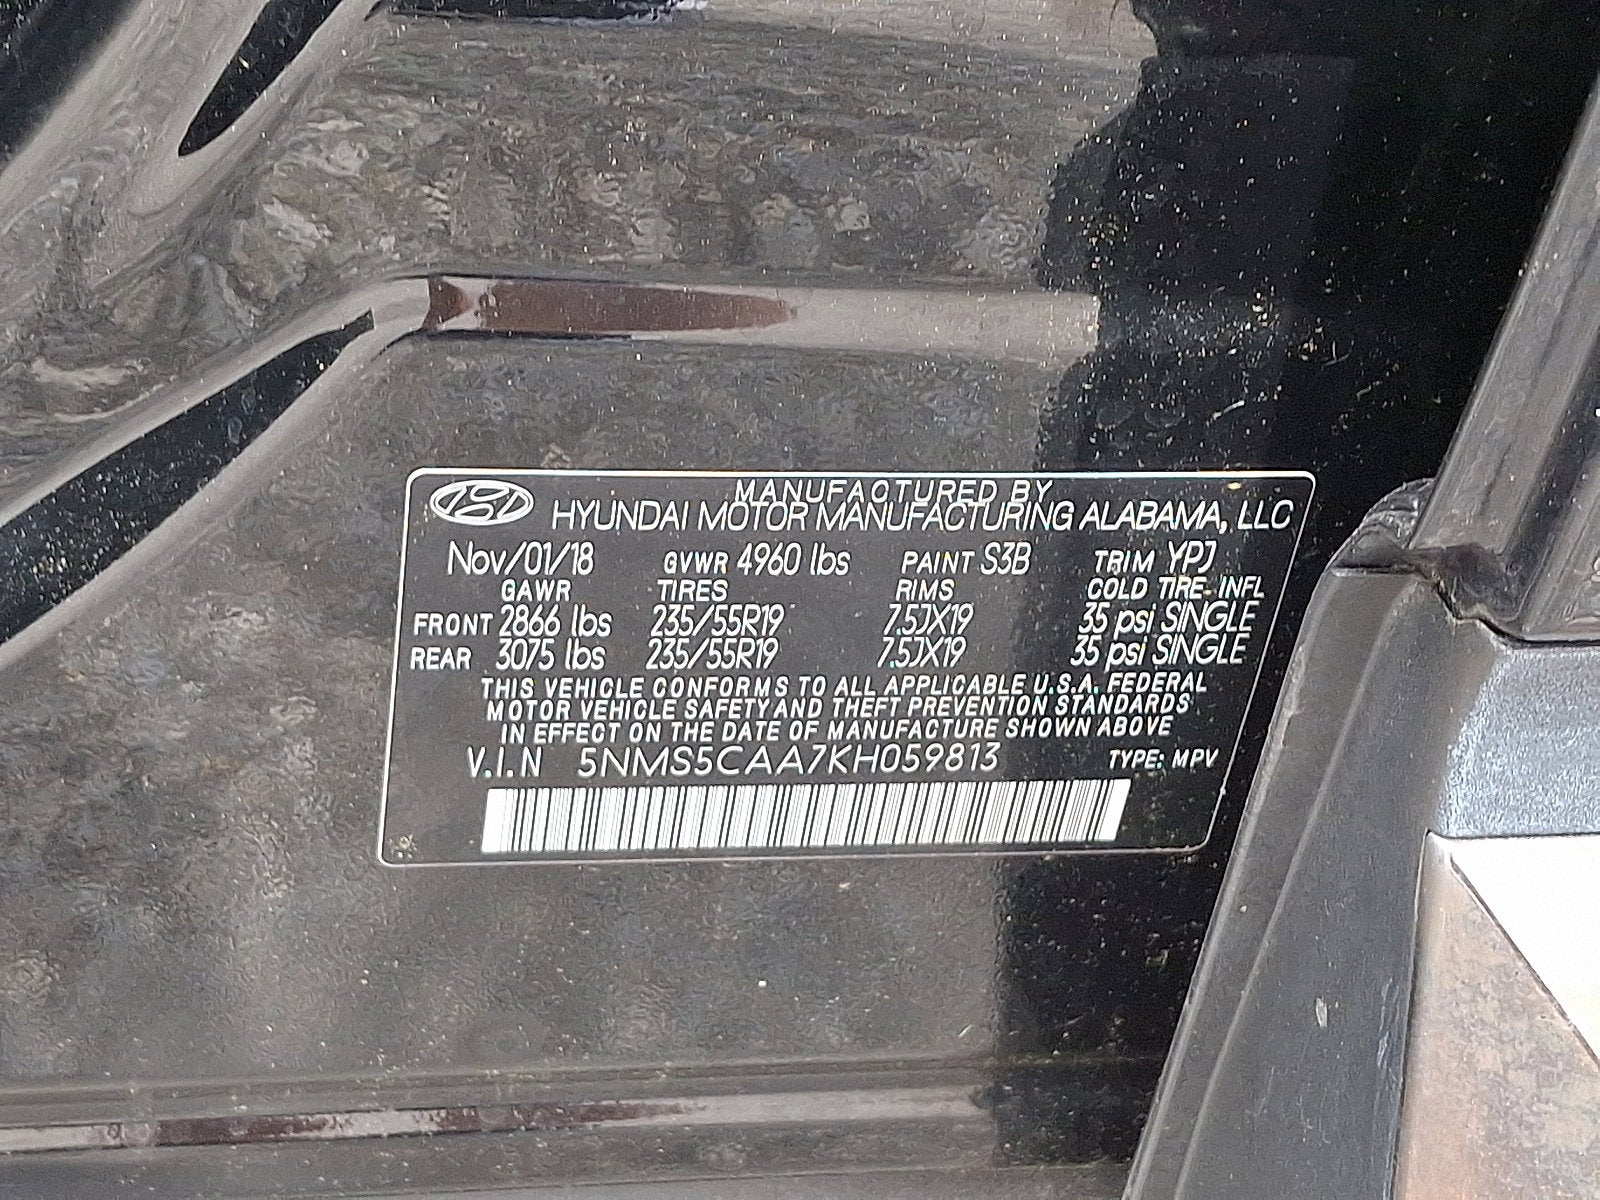 MANUFACTURED BY
HYUNDAI MOTOR MANUFACTURING ALABAMA, LLC
Nov/01/18 GVWR 4960 lbs PAINT S3B TRIM YPJ
GAWR TIRES RIMS COLD TIRE INFL
FRONT 2866 lbs 235/55R19 7.5JX19 35 psi SINGLE
REAR 3075 lbs 235/55R19 7.5JX19 35 psi SINGLE
THIS VEHICLE CONFORMS TO ALL APPLICABLE U.S.A. FEDERAL
MOTOR VEHICLE SAFETY AND THEFT PREVENTION STANDARDS
IN EFFECT ON THE DATE OF MANUFACTURE SHOWN ABOVE
V.I.N 5NMS5CAA7KH059813 TYPE: MPV